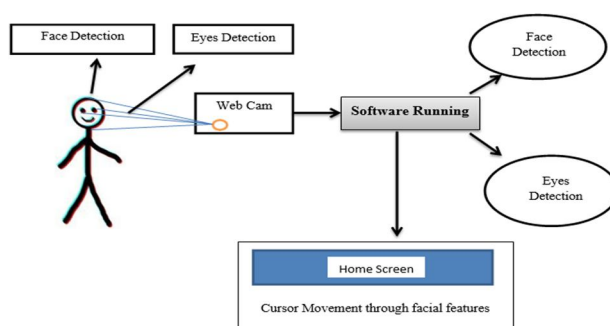 Face Detection
Eyes Detection
Face
Detection
Web Cam
Software Running
Eyes
Detection
Home Screen
Cursor Movement through facial features